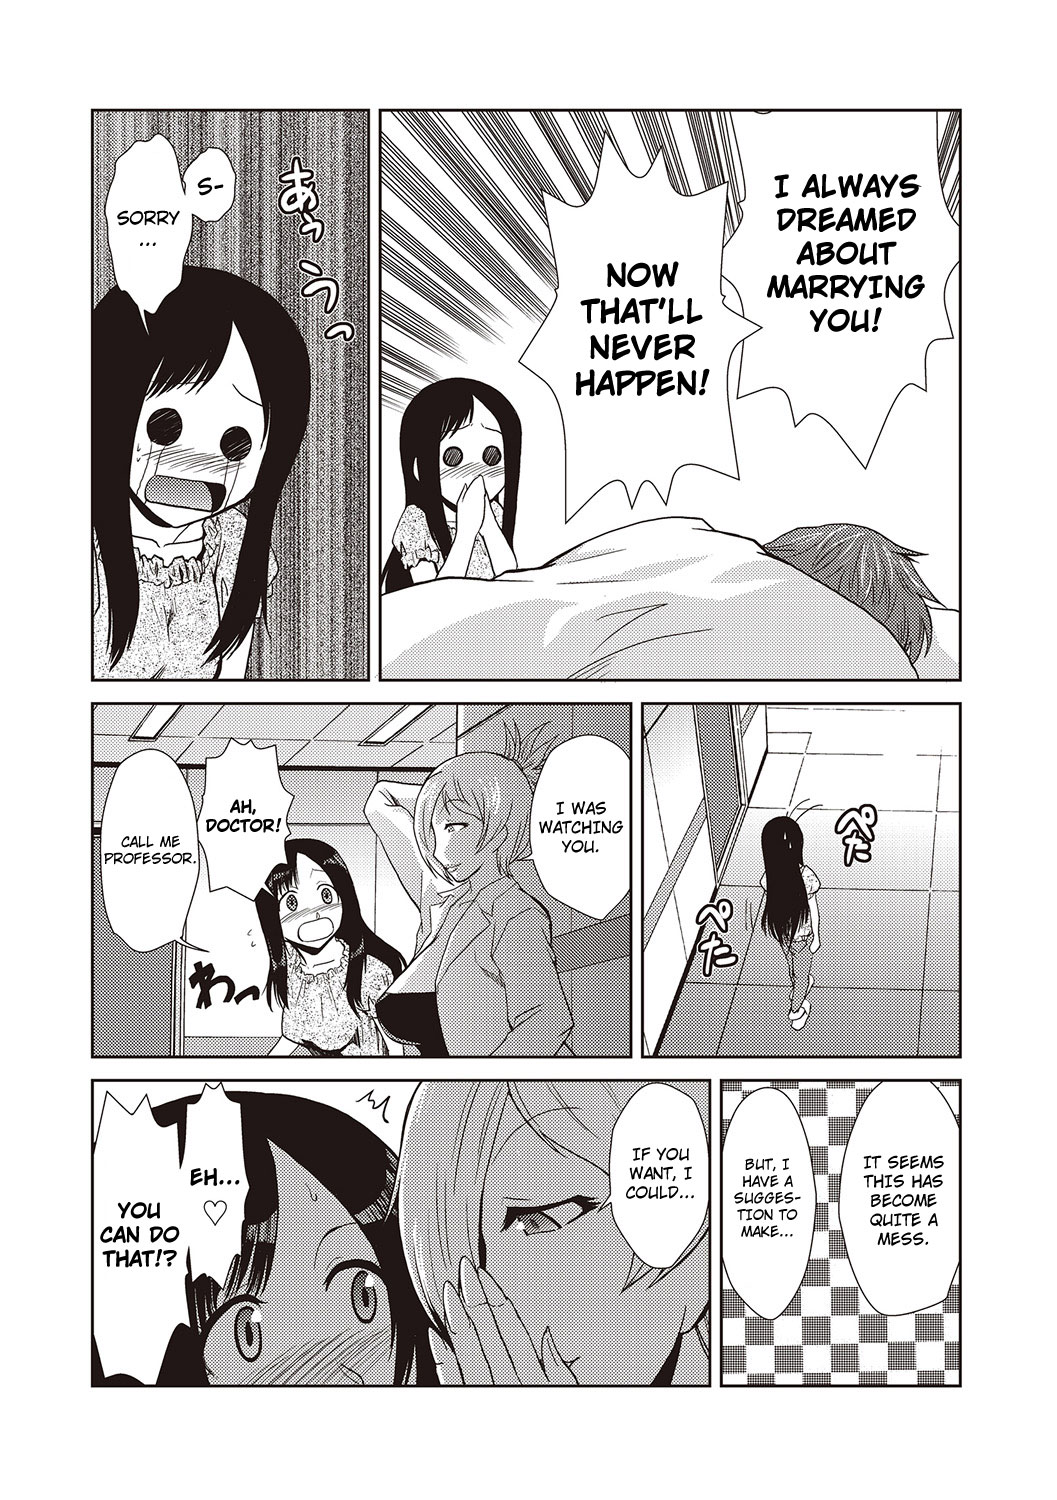 I ALWAYS
DREAMED
ABOUT
MARRYING
YOU!
NOW
THAT'LL
NEVER
HAPPEN!
S-
SORRY
...
あっ
うっ
ぺた
ぺた
I WAS
WATCHING
YOU.
AH,
DOCTOR!
CALL ME
PROFESSOR.
わっ
IT SEEMS
THIS HAS
BECOME
QUITE A
MESS.
BUT, I
HAVE A
SUGGES-
TION TO
MAKE...
IF YOU
WANT, I
COULD...
EH...
♡
YOU
CAN DO
THAT!?